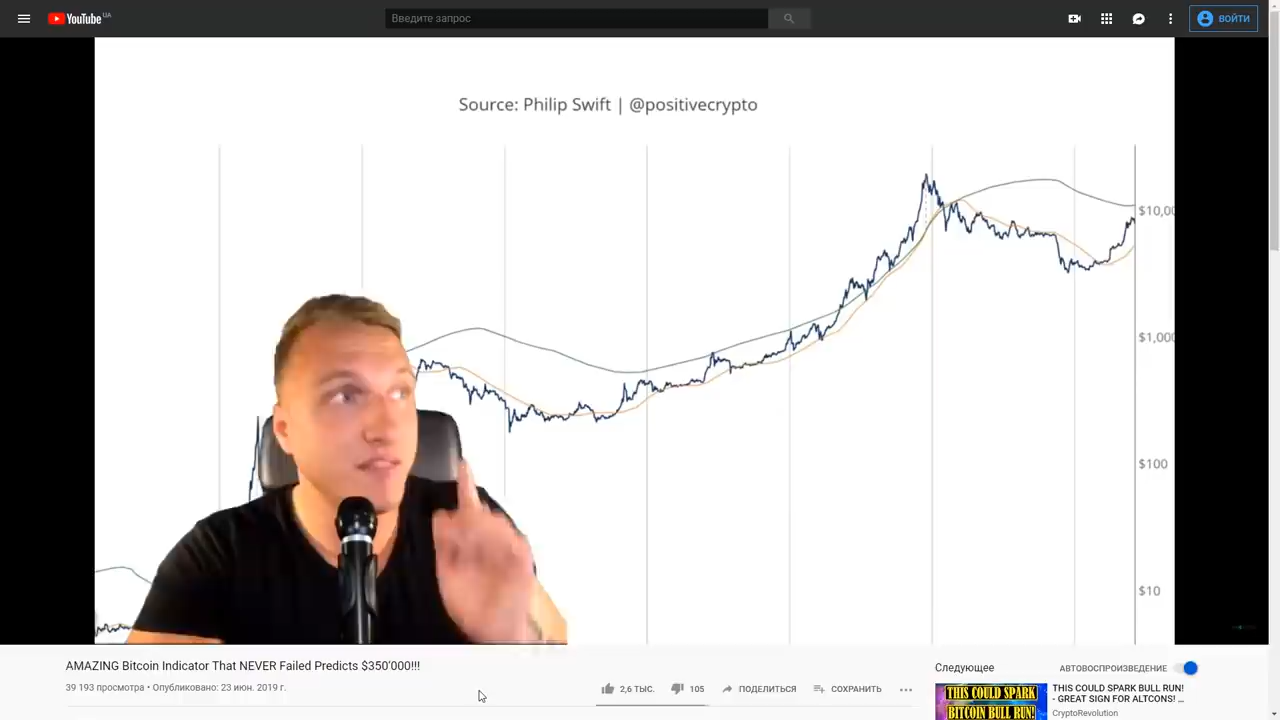 YouTube UA
Введите запрос
ВОЙТИ
Source: Philip Swift | @positivecrypto
$10,00
$1,000
$100
$10
AMAZING Bitcoin Indicator That NEVER Failed Predicts $350'000!!!
39 193 просмотра • Опубликовано: 23 июн. 2019 г.
2,6 ТЫС.
105
ПОДЕЛИТЬСЯ
СОХРАНИТЬ
Следующее
АВТОВОСПРОИЗВЕДЕНИЕ
THIS COULD SPARK
BITCOIN BULL RUN!
THIS COULD SPARK BULL RUN!
- GREAT SIGN FOR ALTCONS! ...
CryptoRevolution